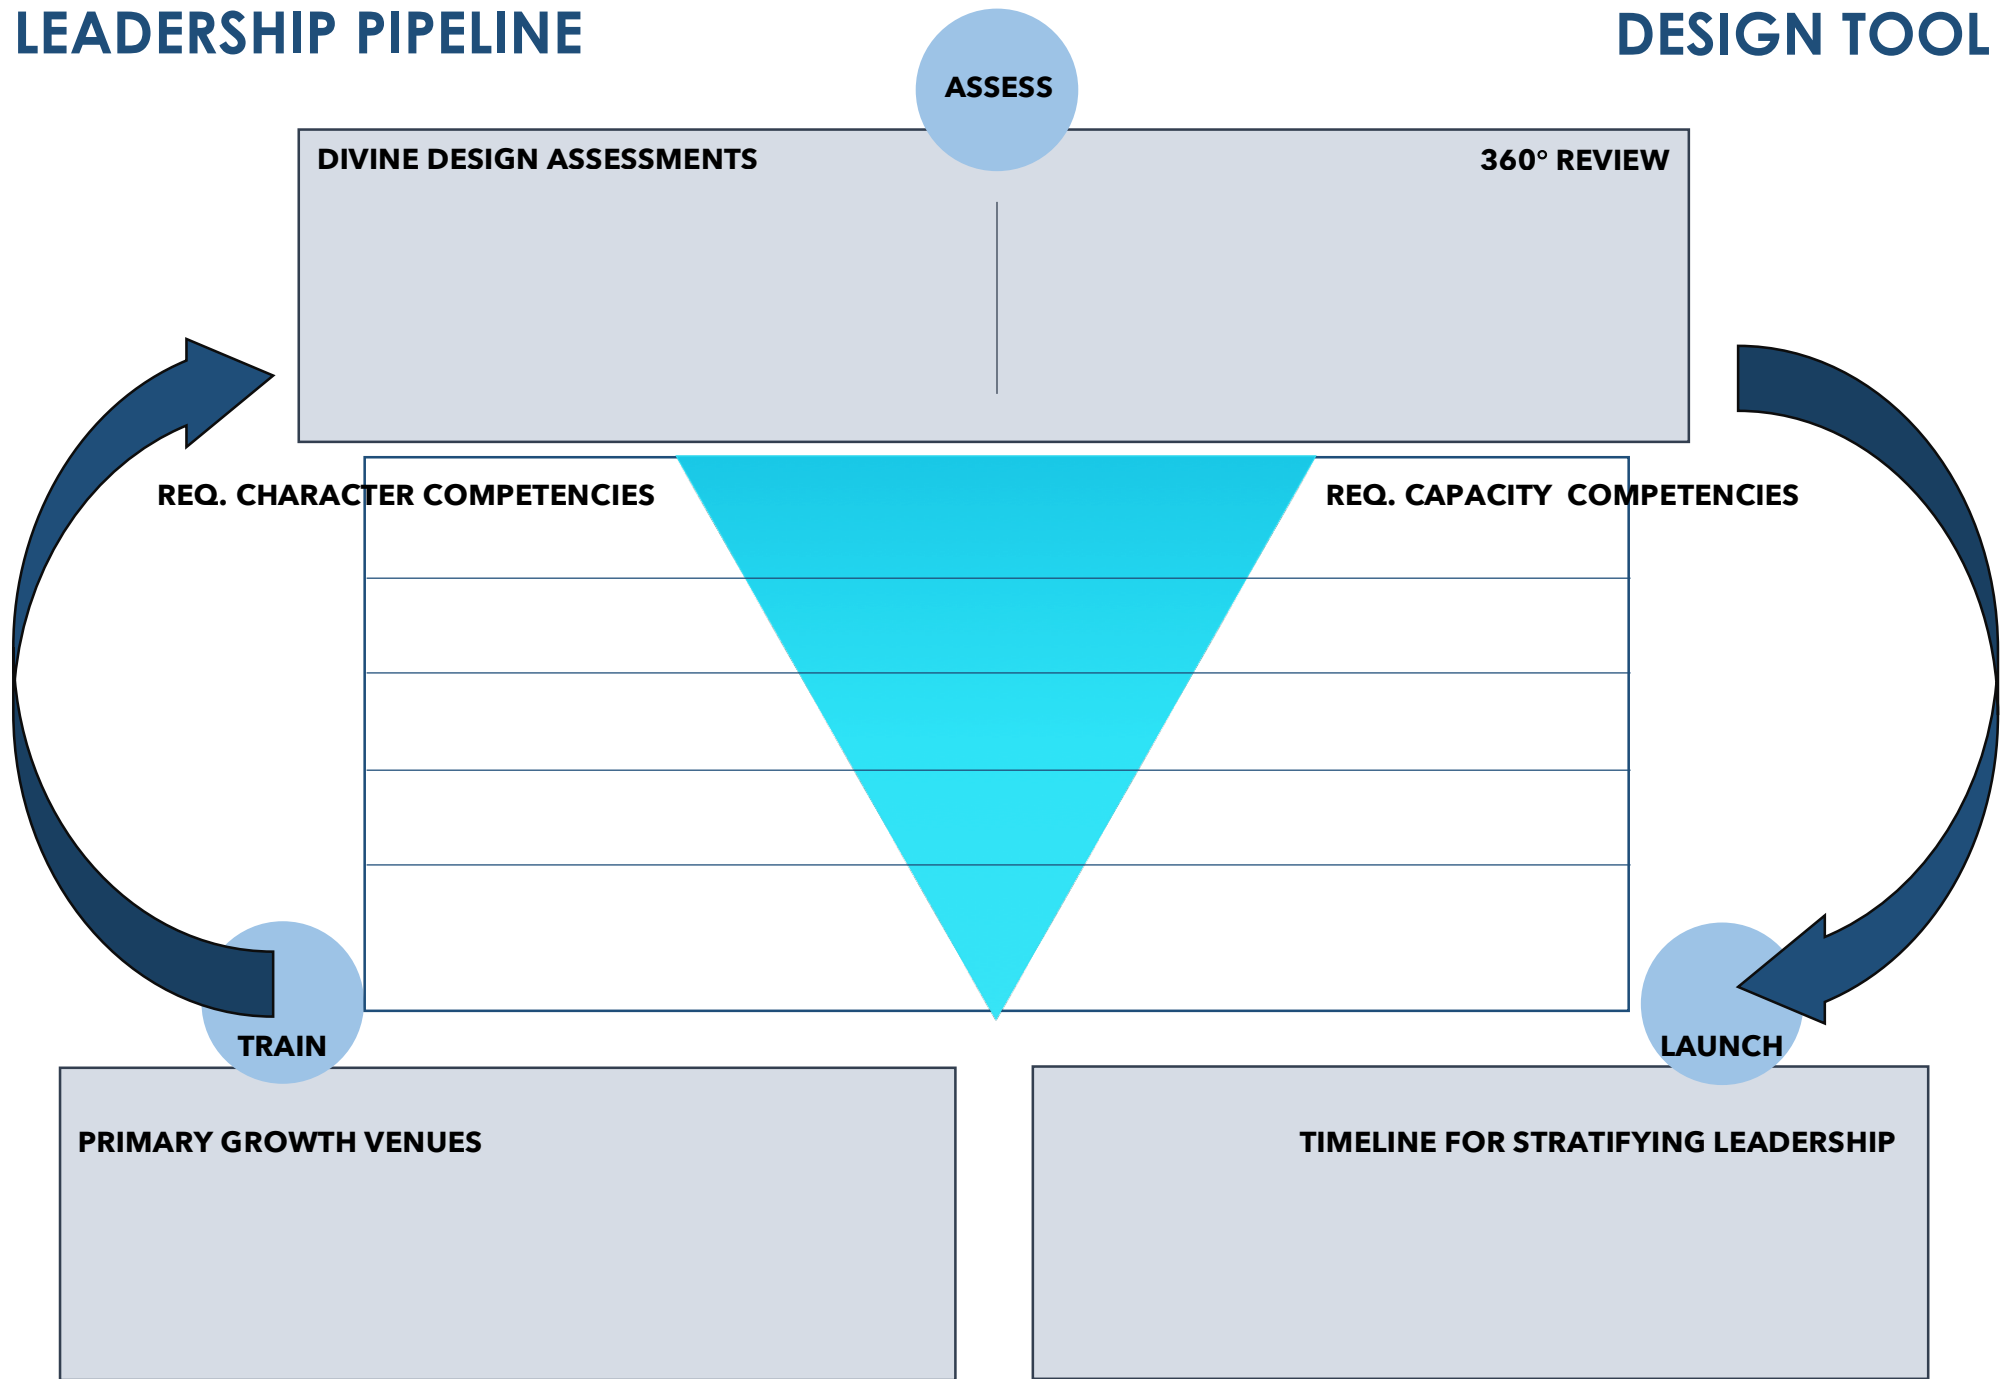 LEADERSHIP PIPELINE
DESIGN TOOL
ASSESS
DIVINE DESIGN ASSESSMENTS
360° REVIEW
REQ. CHARACTER COMPETENCIES
REQ. CAPACITY  COMPETENCIES
TRAIN
LAUNCH
PRIMARY GROWTH VENUES
TIMELINE FOR STRATIFYING LEADERSHIP